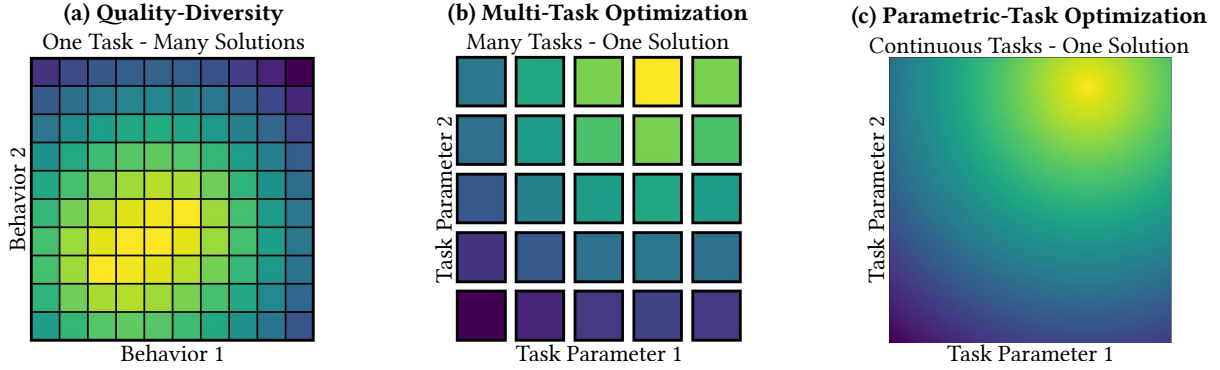 (a) Quality-Diversity
One Task - Many Solutions
Behavior 2
Behavior 1
(b) Multi-Task Optimization
Many Tasks - One Solution
Task Parameter 2
Task Parameter 1
(c) Parametric-Task Optimization
Continuous Tasks - One Solution
Task Parameter 2
Task Parameter 1